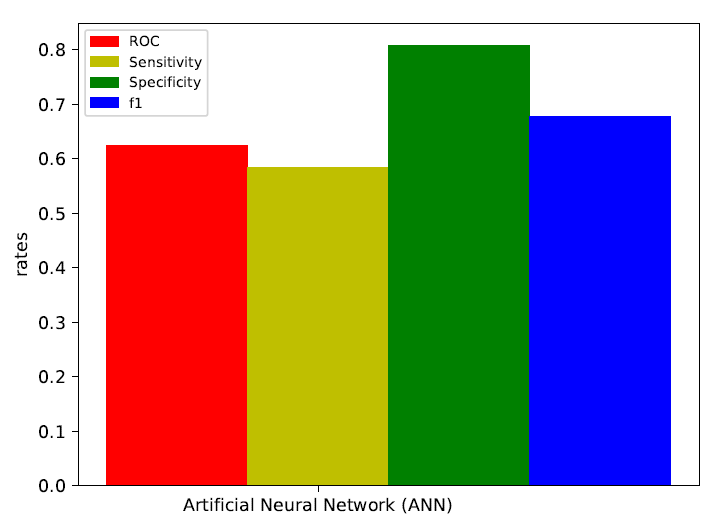 ROC
Sensitivity
Specificity
f1
0.8
0.7
0.6
0.5
0.4
0.3
0.2
0.1
0.0
rates
Artificial Neural Network (ANN)